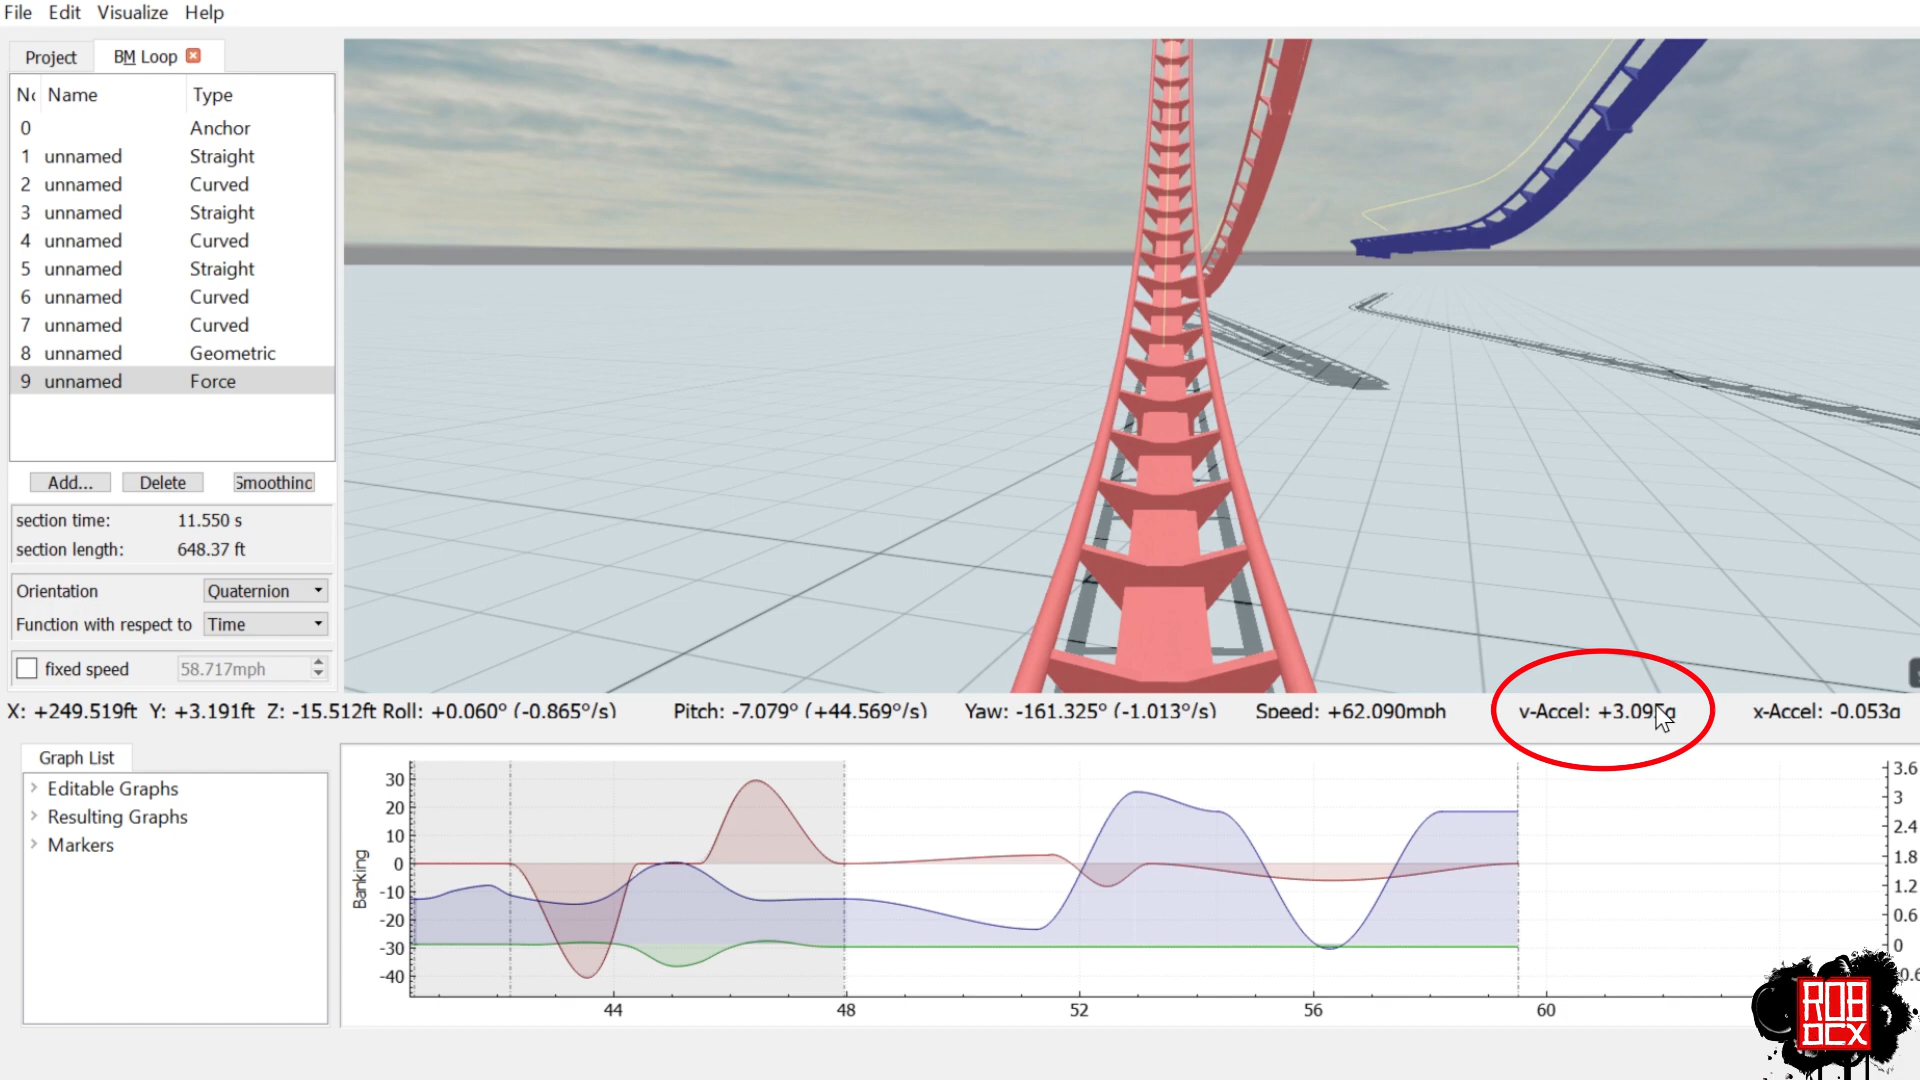 File Edit Visualize Help
Project BM Loop
Name Type
0 Anchor
1 unnamed Straight
2 unnamed Curved
3 unnamed Straight
4 unnamed Curved
5 unnamed Straight
6 unnamed Curved
7 unnamed Curved
8 unnamed Geometric
9 unnamed Force
Add... Delete Smoothing
section time: 11.550 s
section length: 648.37 ft
Orientation Quaternion
Function with respect to Time
fixed speed 58.717mph
X: +249.519ft Y: +3.191ft Z: -15.512ft Roll: +0.060° (-0.865°/s) Pitch: -7.079° (+44.569°/s) Yaw: -161.325° (-1.013°/s) Speed: +62.090mph v-Accel: x-Accel: -0.053g
Graph List
Editable Graphs
Resulting Graphs
Markers
Banking
30
20
10
0
-10
-20
-30
-40
44 48 52 56 60
3.6
3
2.4
1.8
1.2
0.6
0
ROB
DCX